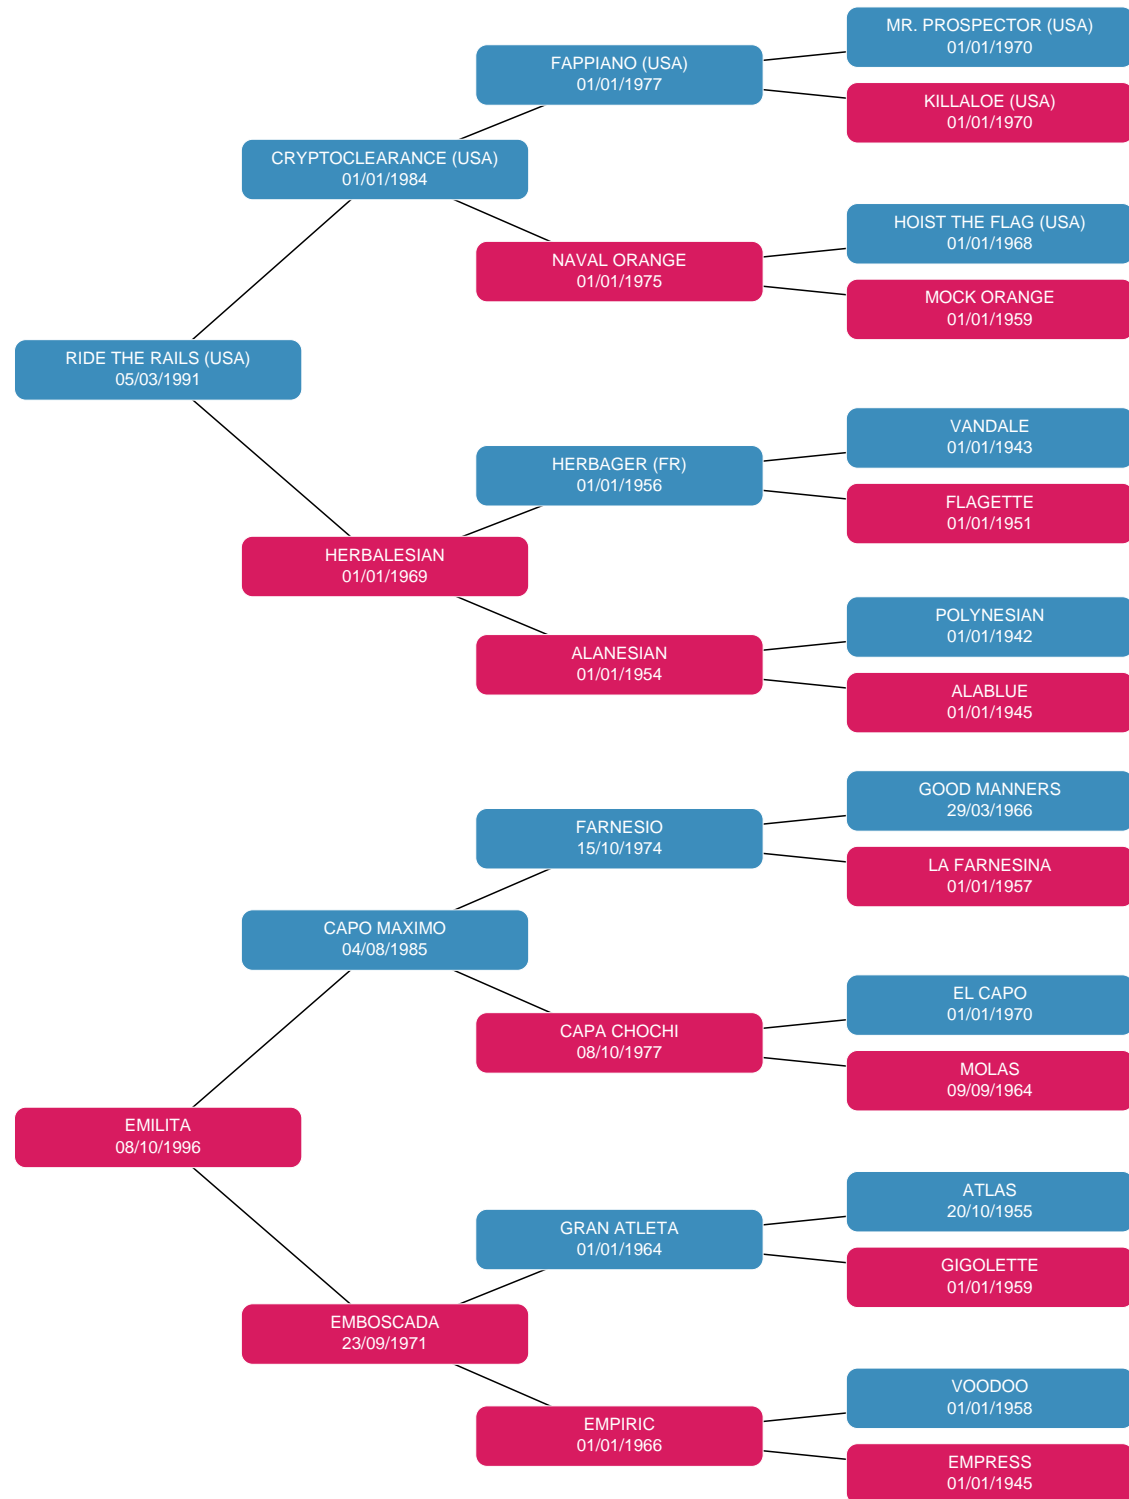 MR. PROSPECTOR (USA)
01/01/1970
FAPPIANO (USA)
01/01/1977
KILLALOE (USA)
01/01/1970
CRYPTOCLEARANCE (USA)
01/01/1984
HOIST THE FLAG (USA)
01/01/1968
NAVAL ORANGE
01/01/1975
MOCK ORANGE
01/01/1959
RIDE THE RAILS (USA)
05/03/1991
VANDALE
01/01/1943
HERBAGER (FR)
01/01/1956
FLAGETTE
01/01/1951
HERBALESIAN
01/01/1969
POLYNESIAN
01/01/1942
ALANESIAN
01/01/1954
ALABLUE
01/01/1945
GOOD MANNERS
29/03/1966
FARNESIO
15/10/1974
LA FARNESINA
01/01/1957
CAPO MAXIMO
04/08/1985
EL CAPO
01/01/1970
CAPA CHOCHI
08/10/1977
MOLAS
09/09/1964
EMILITA
08/10/1996
ATLAS
20/10/1955
GRAN ATLETA
01/01/1964
GIGOLETTE
01/01/1959
EMBOSCADA
23/09/1971
VOODOO
01/01/1958
EMPIRIC
01/01/1966
EMPRESS
01/01/1945